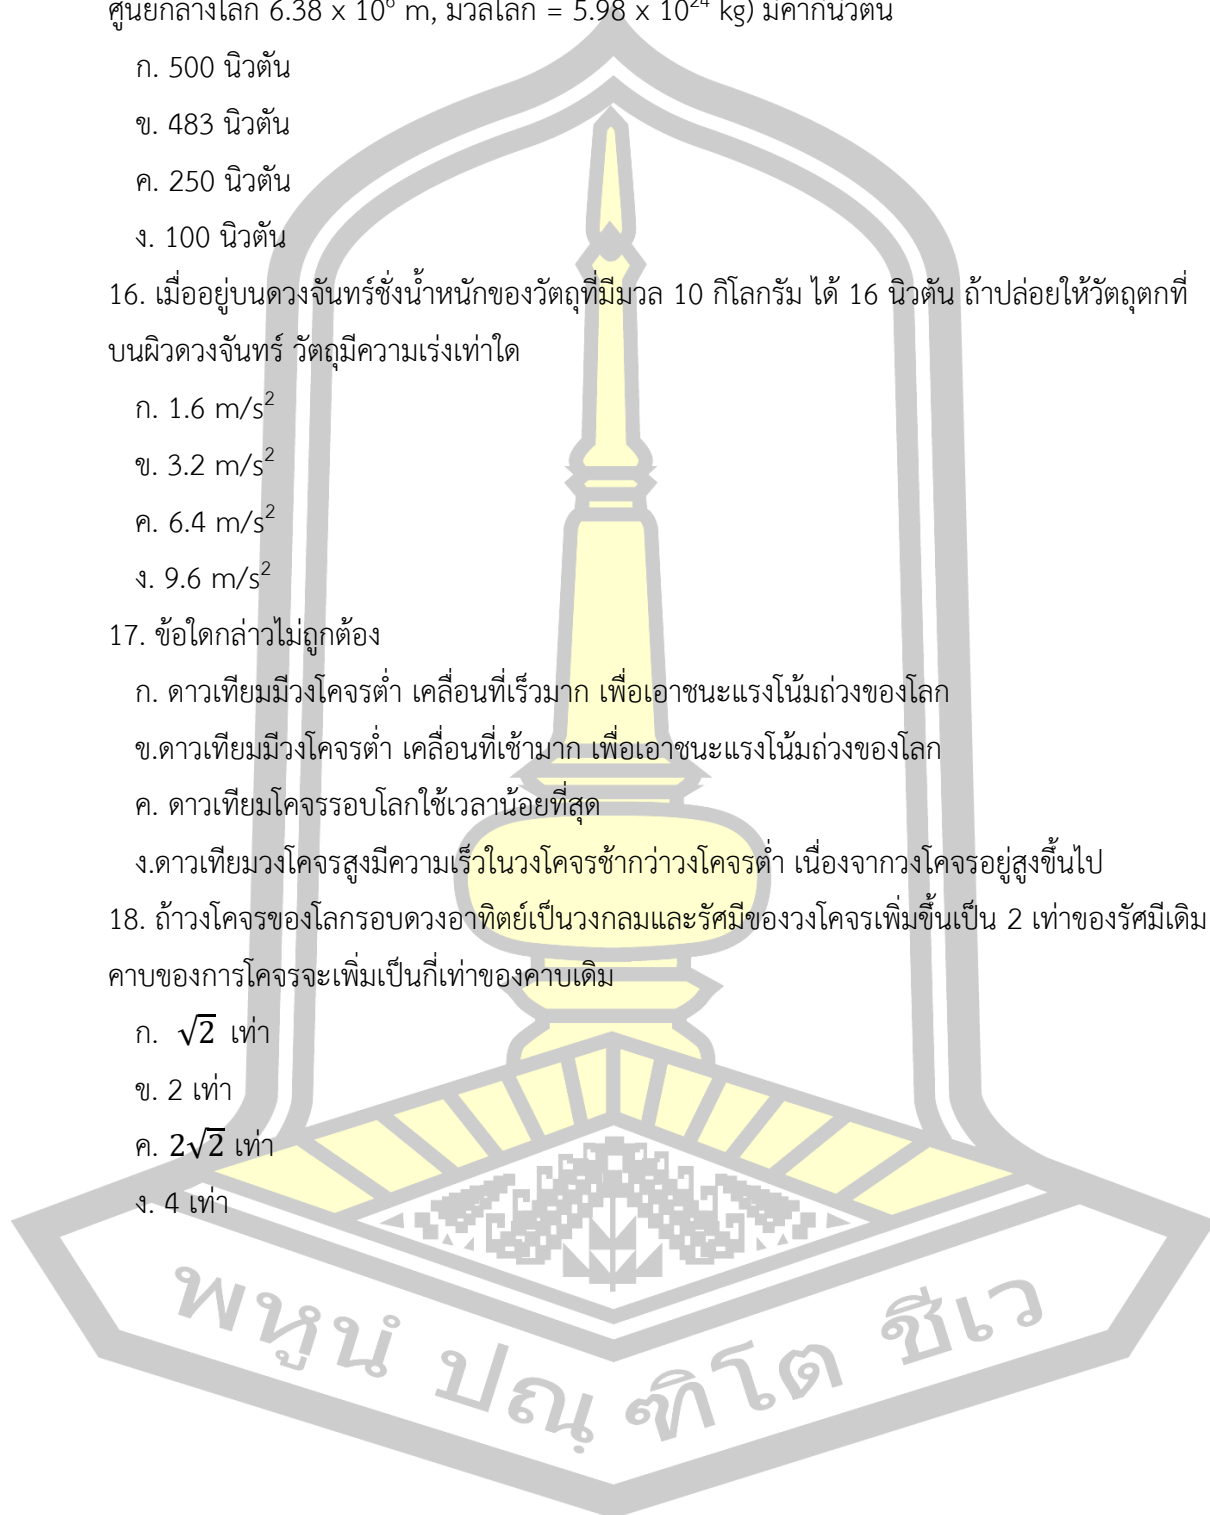 ศูนย์กลางโลก 6.38 x 10⁶ m, มวลโลก = 5.98 x 10²⁴ kg) มีค่ากี่นิวตัน
ก. 500 นิวตัน
ข. 483 นิวตัน
ค. 250 นิวตัน
ง. 100 นิวตัน
16. เมื่ออยู่บนดวงจันทร์ชั่งน้ำหนักของวัตถุที่มีมวล 10 กิโลกรัม ได้ 16 นิวตัน ถ้าปล่อยให้วัตถุตกที่
บนผิวดวงจันทร์ วัตถุมีความเร่งเท่าใด
ก. 1.6 m/s²
ข. 3.2 m/s²
ค. 6.4 m/s²
ง. 9.6 m/s²
17. ข้อใดกล่าวไม่ถูกต้อง
ก. ดาวเทียมมีวงโคจรต่ำ เคลื่อนที่เร็วมาก เพื่อเอาชนะแรงโน้มถ่วงของโลก
ข.ดาวเทียมมีวงโคจรต่ำ เคลื่อนที่เช้ามาก เพื่อเอาชนะแรงโน้มถ่วงของโลก
ค. ดาวเทียมโคจรรอบโลกใช้เวลาน้อยที่สุด
ง.ดาวเทียมวงโคจรสูงมีความเร็วในวงโคจรช้ากว่าวงโคจรต่ำ เนื่องจากวงโคจรอยู่สูงขึ้นไป
18. ถ้าวงโคจรของโลกรอบดวงอาทิตย์เป็นวงกลมและรัศมีของวงโคจรเพิ่มขึ้นเป็น 2 เท่าของรัศมีเดิม
คาบของการโคจรจะเพิ่มเป็นกี่เท่าของคาบเดิม
ก. √2 เท่า
ข. 2 เท่า
ค. 2√2 เท่า
ง. 4 เท่า
พหูนํ ปณฺฑิโต ชีเว